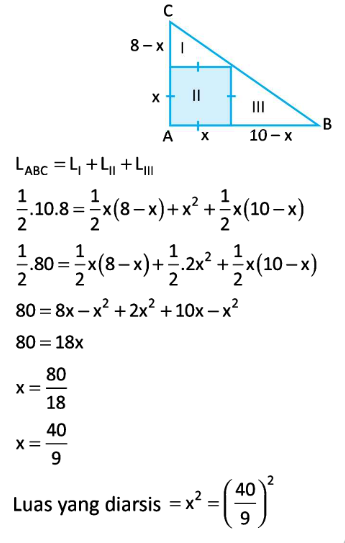 C
8 – x I
x II III
A x 10 – x B
L_ABC = L_I + L_II + L_III
1/2 .10.8 = 1/2 x(8 – x) + x² + 1/2 x(10 – x)
1/2 .80 = 1/2 x(8 – x) + 1/2 .2x² + 1/2 x(10 – x)
80 = 8x – x² + 2x² + 10x – x²
80 = 18x
x = 80/18
x = 40/9
Luas yang diarsis = x² = (40/9)²